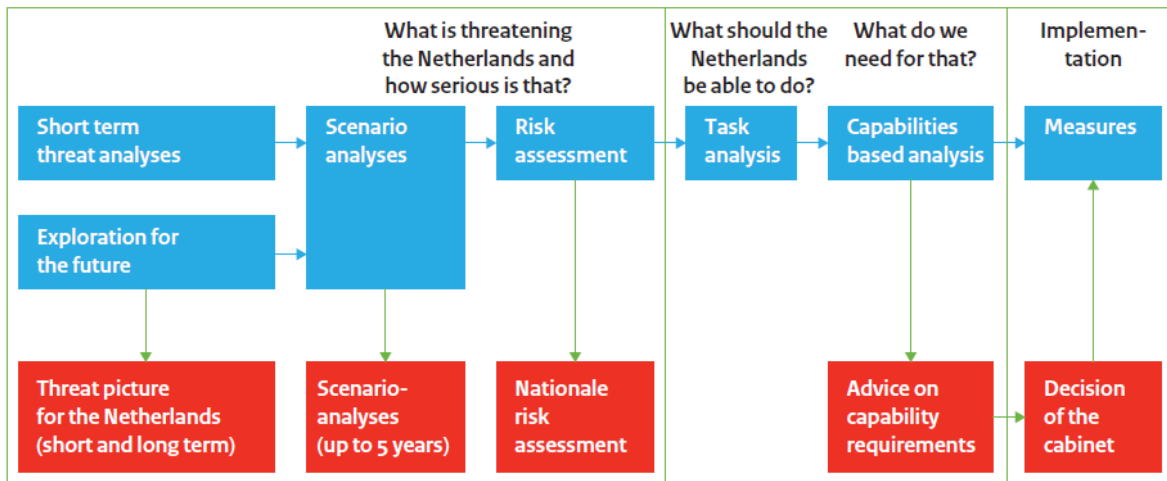 What is threatening
the Netherlands and
how serious is that?
What should the
Netherlands
be able to do?
What do we
need for that?
Implemen-
tation
Short term
threat analyses
Scenario
analyses
Risk
assessment
Task
analysis
Capabilities
based analysis
Measures
Exploration for
the future
Threat picture
for the Netherlands
(short and long term)
Scenario-
analyses
(up to 5 years)
Nationale
risk
assessment
Advice on
capability
requirements
Decision
of the
cabinet